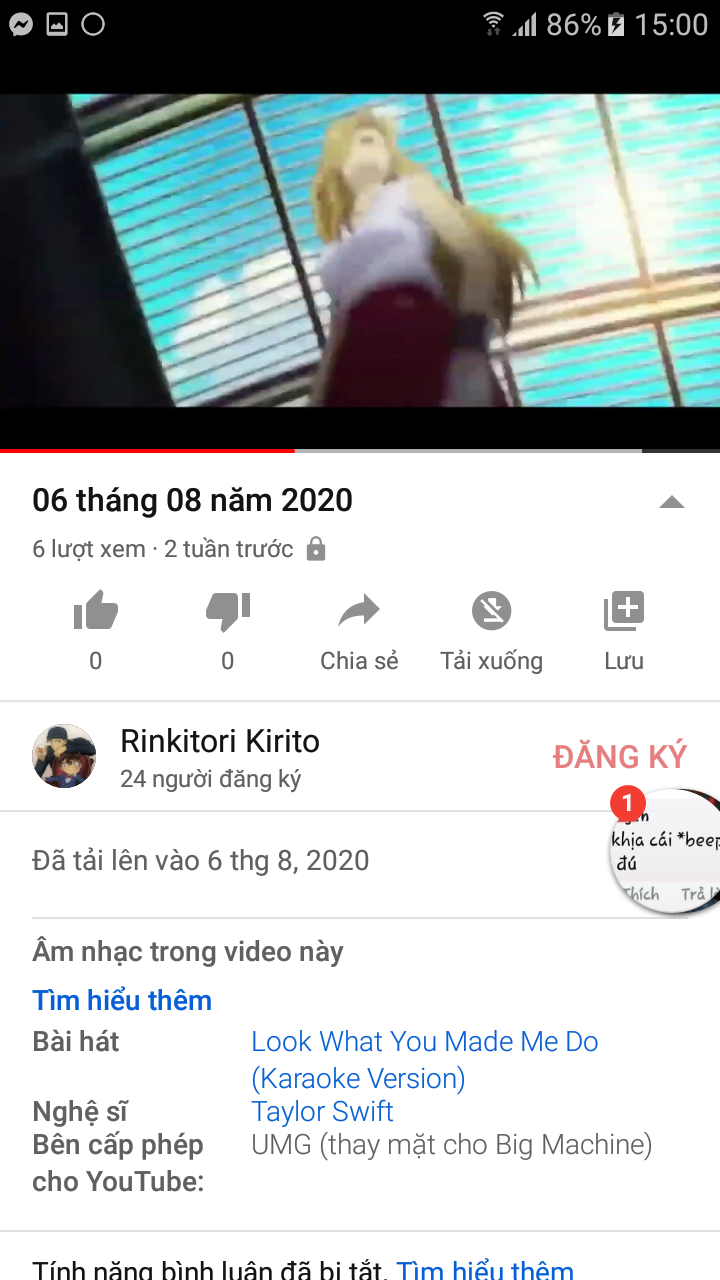 86% 15:00
06 tháng 08 năm 2020
6 lượt xem · 2 tuần trước
0 0 Chia sẻ Tải xuống Lưu
Rinkitori Kirito
24 người đăng ký
ĐĂNG KÝ
1
khịa cái *beep
đú
Thích Trả
Đã tải lên vào 6 thg 8, 2020
Âm nhạc trong video này
Tìm hiểu thêm
Bài hát Look What You Made Me Do
(Karaoke Version)
Nghệ sĩ Taylor Swift
Bên cấp phép UMG (thay mặt cho Big Machine)
cho YouTube:
Tính năng bình luận đã bị tắt. Tìm hiểu thêm